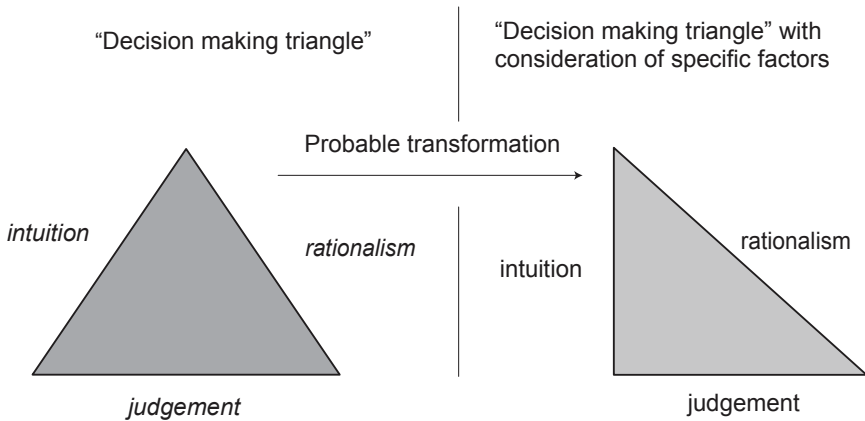 “Decision making triangle”
“Decision making triangle” with
consideration of specific factors
Probable transformation
intuition
rationalism
judgement
intuition
rationalism
judgement